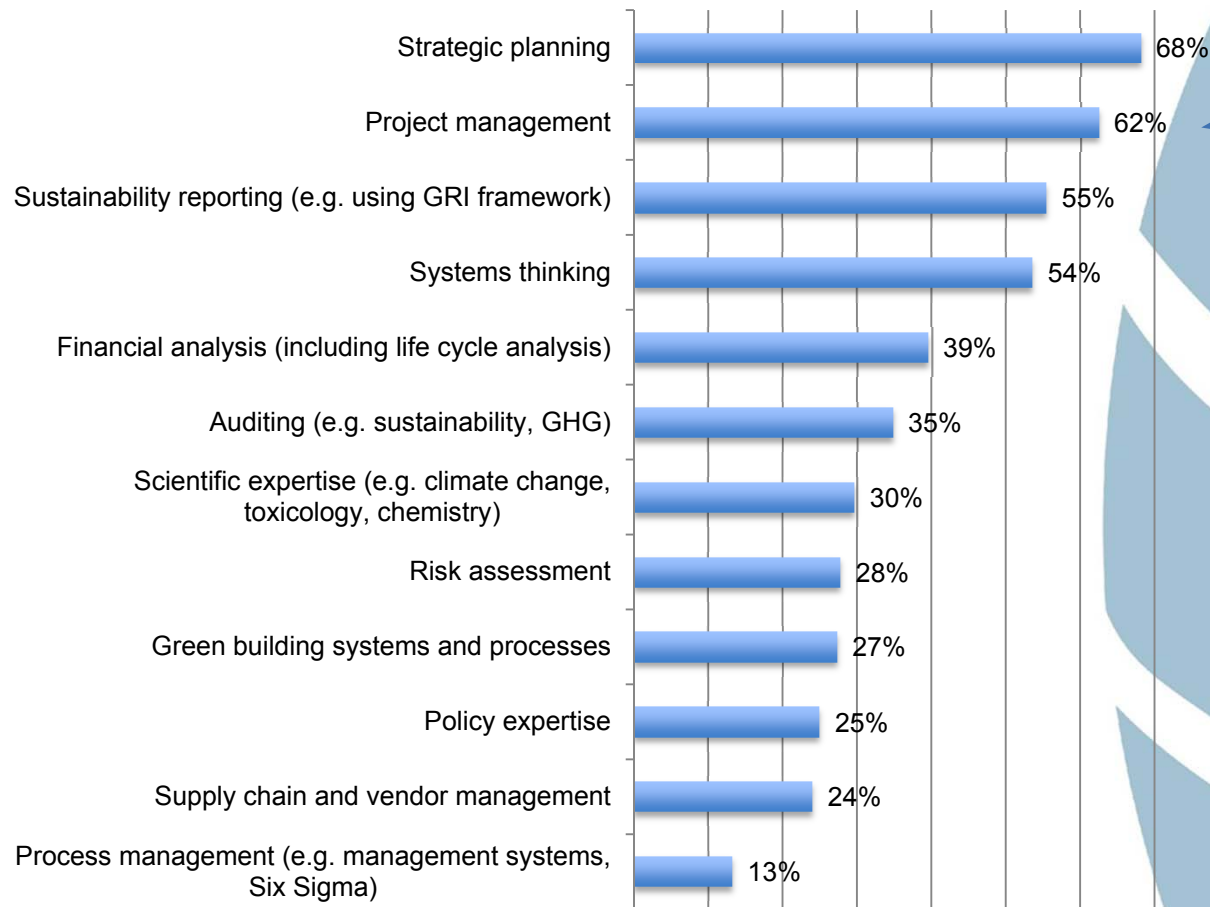 Strategic planning 68%
Project management 62%
Sustainability reporting (e.g. using GRI framework) 55%
Systems thinking 54%
Financial analysis (including life cycle analysis) 39%
Auditing (e.g. sustainability, GHG) 35%
Scientific expertise (e.g. climate change,
toxicology, chemistry) 30%
Risk assessment 28%
Green building systems and processes 27%
Policy expertise 25%
Supply chain and vendor management 24%
Process management (e.g. management systems,
Six Sigma) 13%